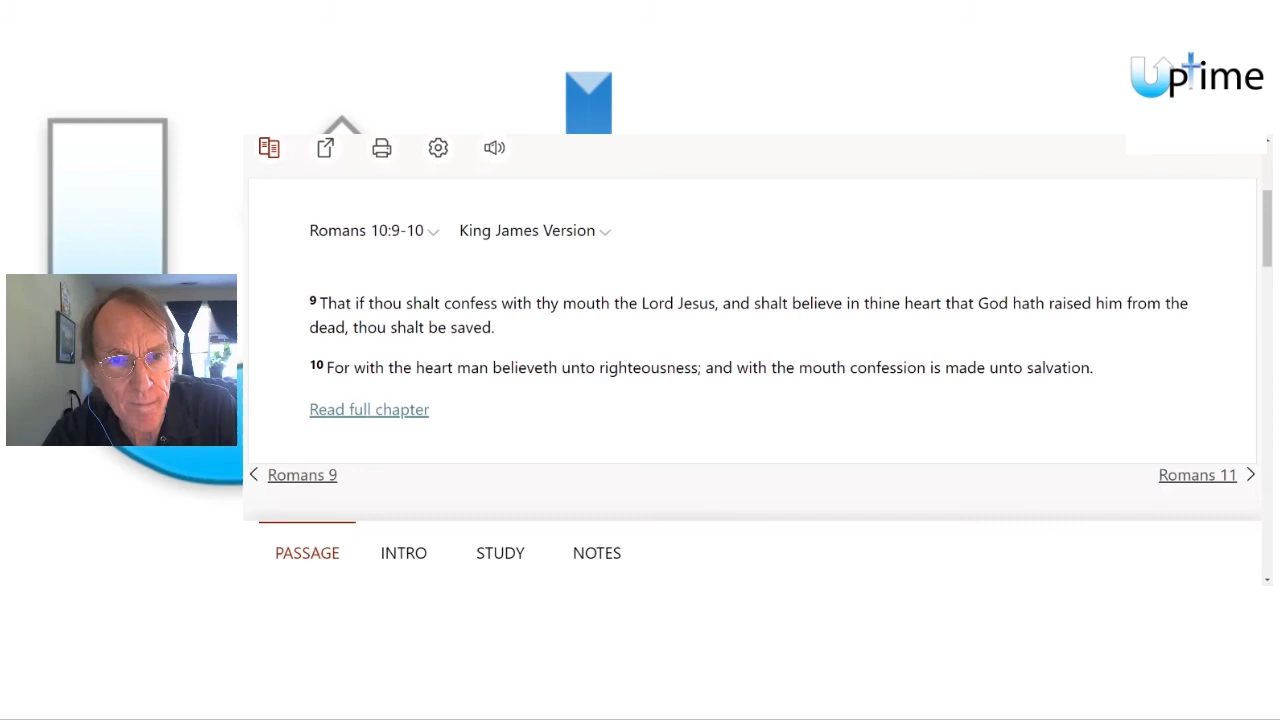 Uptime
Romans 10:9-10 King James Version
9 That if thou shalt confess with thy mouth the Lord Jesus, and shalt believe in thine heart that God hath raised him from the
dead, thou shalt be saved.
10 For with the heart man believeth unto righteousness; and with the mouth confession is made unto salvation.
Read full chapter
Romans 9 Romans 11
PASSAGE INTRO STUDY NOTES